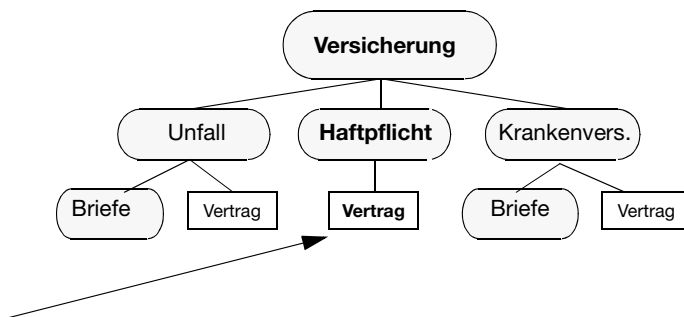 Versicherung
Unfall
Haftpflicht
Krankenvers.
Briefe
Vertrag
Vertrag
Briefe
Vertrag